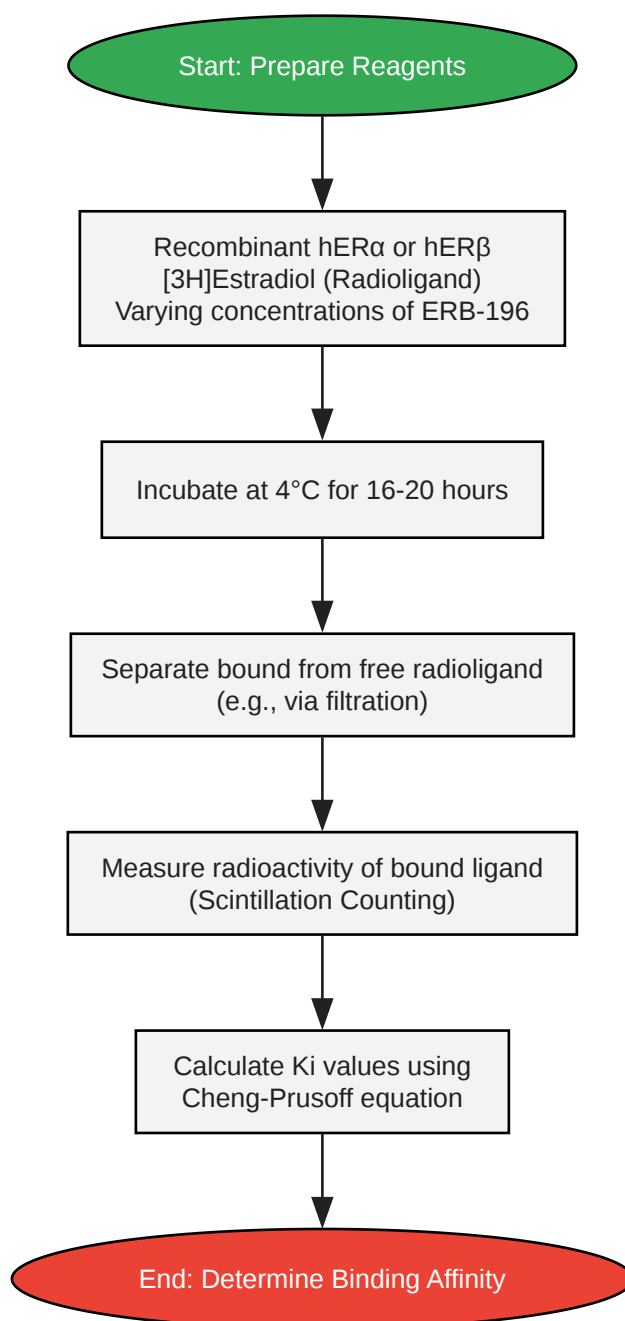 Start: Prepare Reagents
Recombinant hERα or hERβ
[3H]Estradiol (Radioligand)
Varying concentrations of ERB-196
Incubate at 4°C for 16-20 hours
Separate bound from free radioligand
(e.g., via filtration)
Measure radioactivity of bound ligand
(Scintillation Counting)
Calculate Ki values using
Cheng-Prusoff equation
End: Determine Binding Affinity